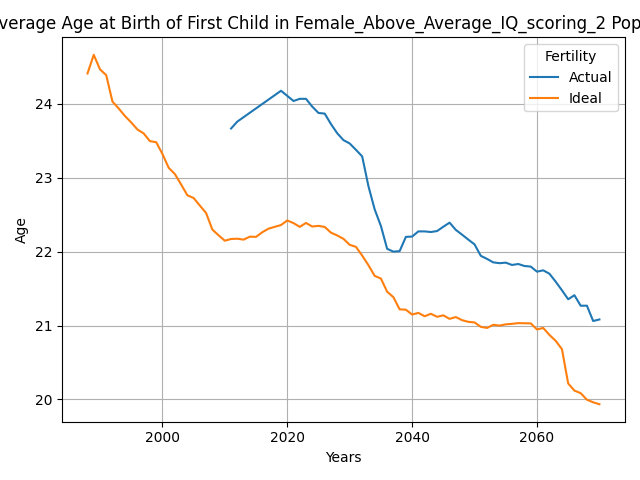 verage Age at Birth of First Child in Female_Above_Average_IQ_scoring_2 Popu
Fertility
Actual
Ideal
24
23
22
21
20
Age
2000
2020
2040
2060
Years